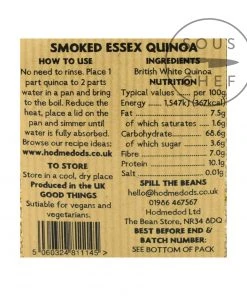 SOUS
CHEF
SMOKED ESSEX QUINOA
HOW TO USE
No need to rinse. Place 1
part quinoa to 2 parts
water in a pan and bring
to the boil. Reduce the
heat, place a lid on the
pan and simmer until
water is fully absorbed.
Browse our recipe ideas:
www.hodmedods.co.uk
TO STORE
Store in a cool, dry place
Produced in the UK
GOOD THINGS
Sutiable for vegans and
vegetarians.
5 060324 811145 >
INGREDIENTS
British White Quinoa
NUTRITION
Typical values ..... per 100g
Energy ..... 1,547kJ (367kcal)
Fat ..... 7.5g
of which saturates ..... 1.6g
Carbohydrate ..... 68.6g
of which sugar ..... 3.6g
Fibre ..... 7.0g
Protein ..... 10.1g
Salt ..... 0.01g
SPILL THE BEANS
hello@hodmedods.com
01986 467567
Hodmedod Ltd
The Bean Store, NR34 8DQ
BEST BEFORE END &
BATCH NUMBER:
SEE BOTTOM OF PACK